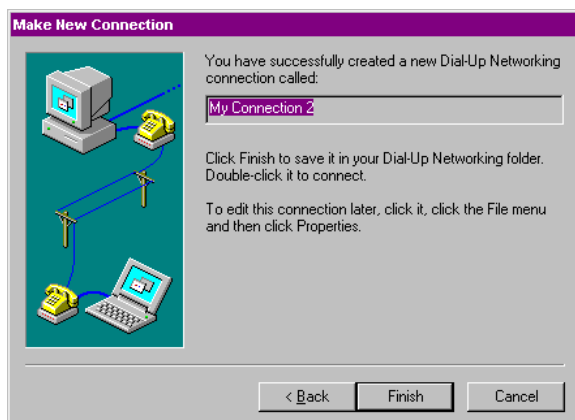 Make New Connection
You have successfully created a new Dial-Up Networking
connection called:
My Connection 2
Click Finish to save it in your Dial-Up Networking folder.
Double-click it to connect.
To edit this connection later, click it, click the File menu
and then click Properties.
< Back
Finish
Cancel